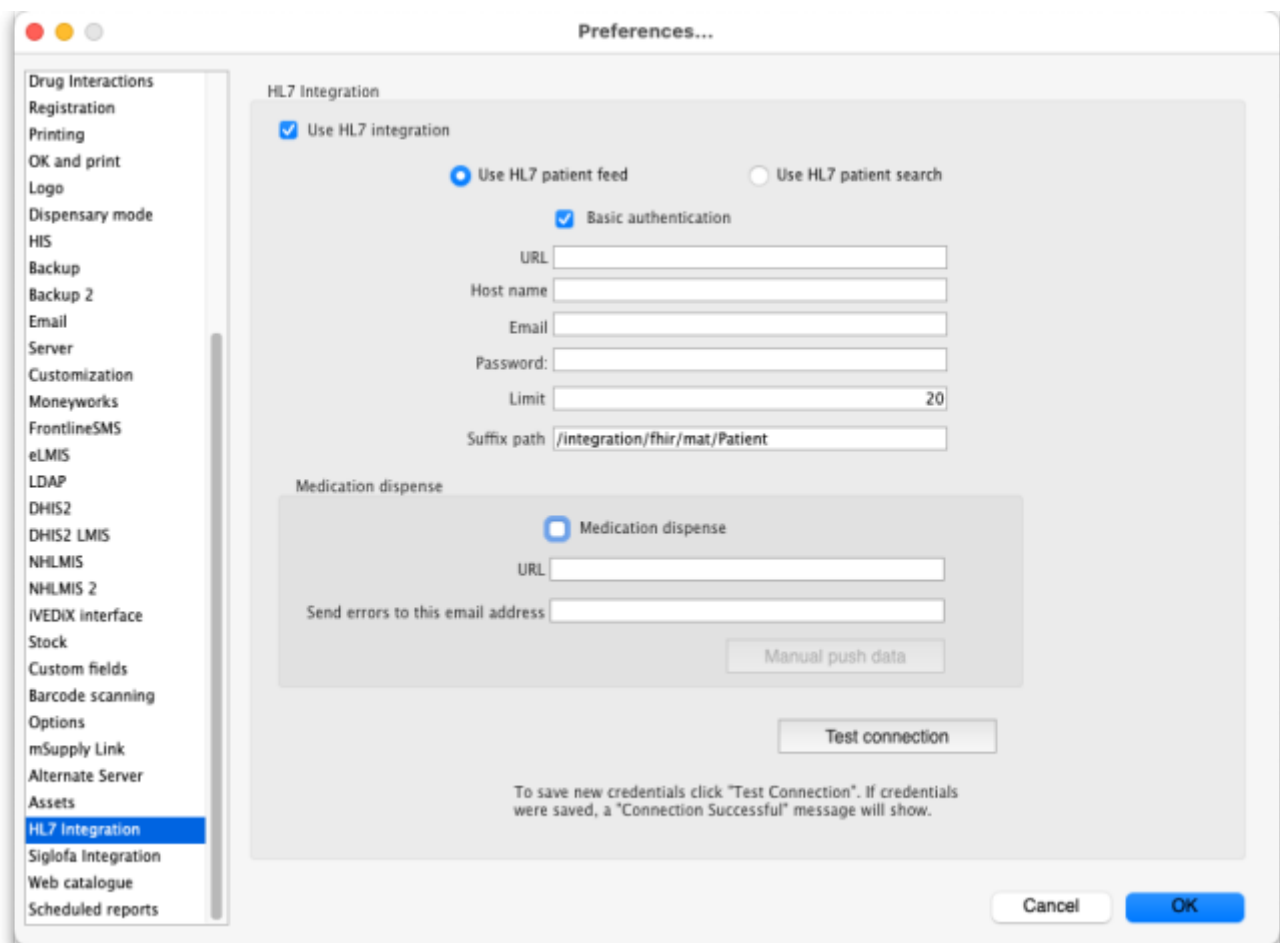 Preferences...
Drug Interactions
Registration
Printing
OK and print
Logo
Dispensary mode
HIS
Backup
Backup 2
Email
Server
Customization
Moneyworks
FrontlineSMS
eLMIS
LDAP
DHIS2
DHIS2 LMIS
NHLMIS
NHLMIS 2
iVEDiX interface
Stock
Custom fields
Barcode scanning
Options
mSupply Link
Alternate Server
Assets
HL7 Integration
Siglofa Integration
Web catalogue
Scheduled reports
HL7 Integration
Use HL7 integration
Use HL7 patient feed Use HL7 patient search
Basic authentication
URL
Host name
Email
Password:
Limit 20
Suffix path /integration/fhir/mat/Patient
Medication dispense
Medication dispense
URL
Send errors to this email address
Manual push data
Test connection
To save new credentials click "Test Connection". If credentials
were saved, a "Connection Successful" message will show.
Cancel OK